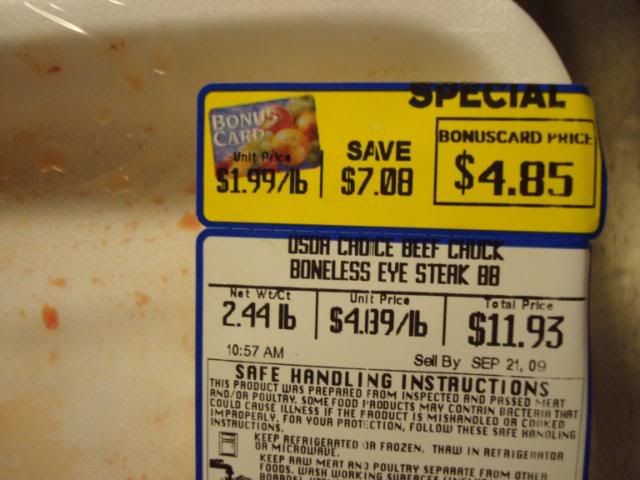 SPECIAL
BONUS
CARD
Unit Price
$1.99/lb
SAVE
$7.08
BONUSCARD PRICE
$4.85
USDA CHOICE BEEF CHUCK
BONELESS EYE STEAK BB
Net Wt/Ct
2.44 lb
Unit Price
$4.89/lb
Total Price
$11.93
10:57 AM
Sell By SEP 21, 09
SAFE HANDLING INSTRUCTIONS
THIS PRODUCT WAS PREPARED FROM INSPECTED AND PASSED MEAT
AND/OR POULTRY. SOME FOOD PRODUCTS MAY CONTAIN BACTERIA THAT
COULD CAUSE ILLNESS IF THE PRODUCT IS MISHANDLED OR COOKED
IMPROPERLY. FOR YOUR PROTECTION, FOLLOW THESE SAFE HANDLING
INSTRUCTIONS.
KEEP REFRIGERATED OR FROZEN. THAW IN REFRIGERATOR
OR MICROWAVE.
KEEP RAW MEAT AND POULTRY SEPARATE FROM OTHER
FOODS. WASH WORKING SURFACES